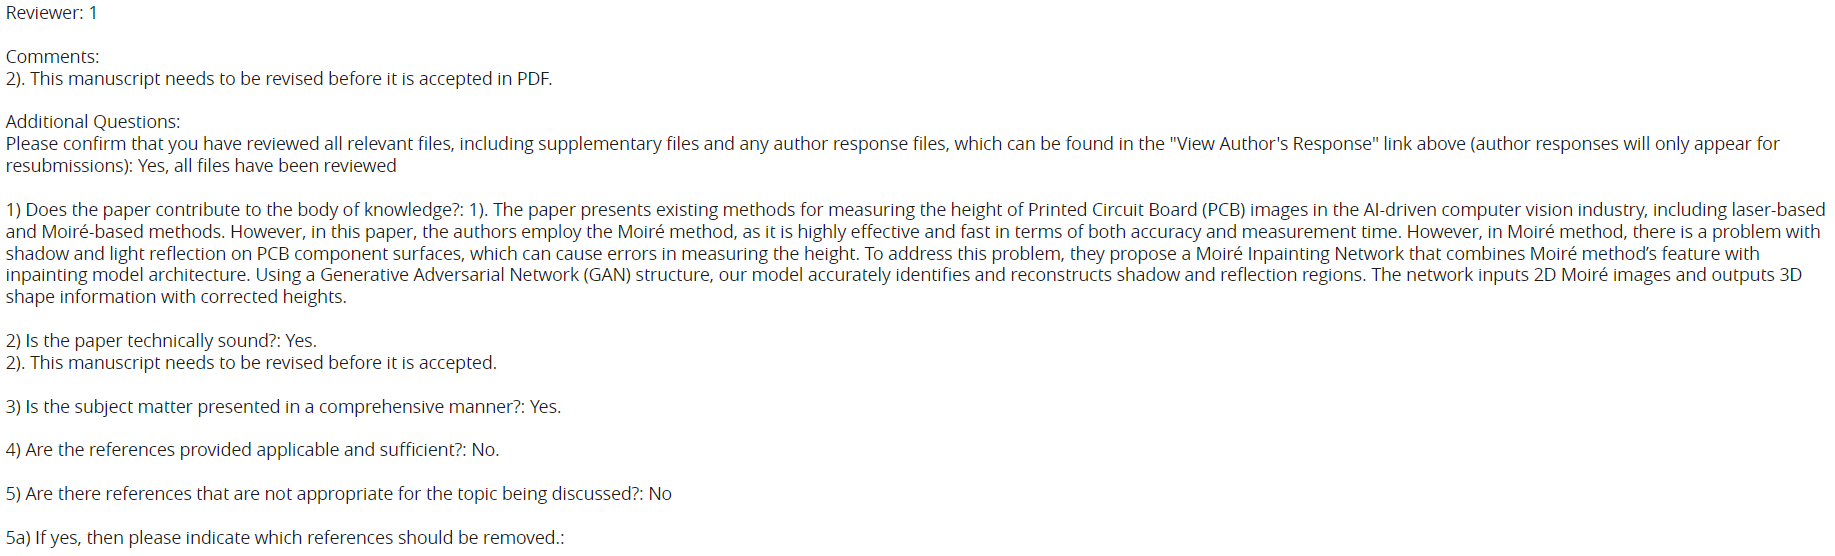 Reviewer: 1
Comments:
2). This manuscript needs to be revised before it is accepted in PDF.
Additional Questions:
Please confirm that you have reviewed all relevant files, including supplementary files and any author response files, which can be found in the "View Author's Response" link above (author responses will only appear for
resubmissions): Yes, all files have been reviewed
1) Does the paper contribute to the body of knowledge?: 1). The paper presents existing methods for measuring the height of Printed Circuit Board (PCB) images in the AI-driven computer vision industry, including laser-based
and Moiré-based methods. However, in this paper, the authors employ the Moiré method, as it is highly effective and fast in terms of both accuracy and measurement time. However, in Moiré method, there is a problem with
shadow and light reflection on PCB component surfaces, which can cause errors in measuring the height. To address this problem, they propose a Moiré Inpainting Network that combines Moiré method’s feature with
inpainting model architecture. Using a Generative Adversarial Network (GAN) structure, our model accurately identifies and reconstructs shadow and reflection regions. The network inputs 2D Moiré images and outputs 3D
shape information with corrected heights.
2) Is the paper technically sound?: Yes.
2). This manuscript needs to be revised before it is accepted.
3) Is the subject matter presented in a comprehensive manner?: Yes.
4) Are the references provided applicable and sufficient?: No.
5) Are there references that are not appropriate for the topic being discussed?: No
5a) If yes, then please indicate which references should be removed.: